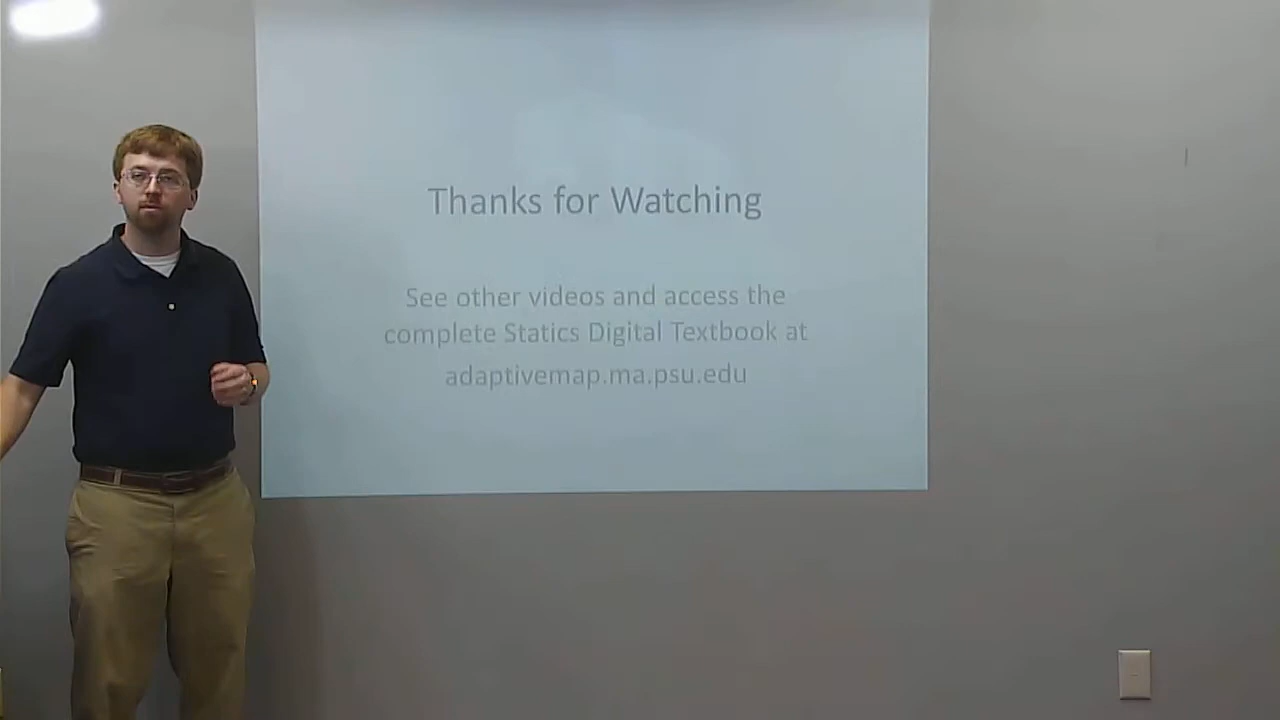 Thanks for Watching
See other videos and access the
complete Statics Digital Textbook at
adaptivemap.ma.psu.edu